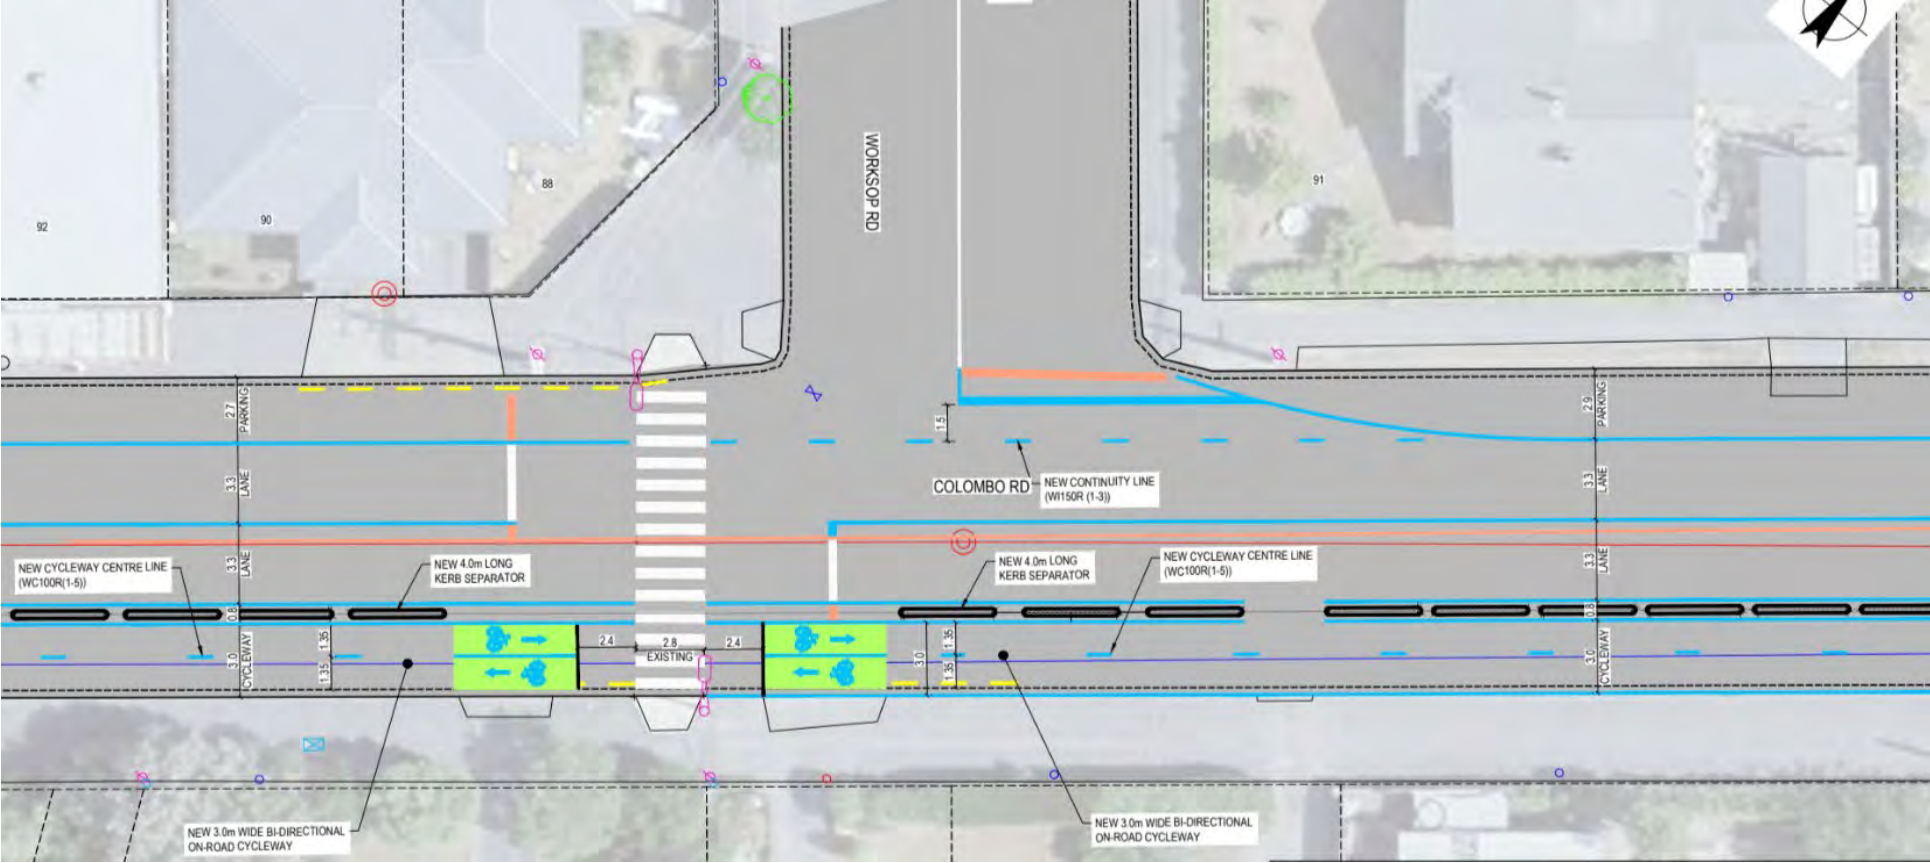 92
90
88
91
WORKSOP RD
2.7
PARKING
3.3
LANE
3.3
LANE
0.8
3.0
CYCLEWAY
1.35
1.35
1.5
COLOMBO RD
NEW CONTINUITY LINE
(WI150R (1-3))
2.9
PARKING
3.3
LANE
3.3
LANE
0.8
3.0
CYCLEWAY
NEW CYCLEWAY CENTRE LINE
(WC100R(1-5))
NEW 4.0m LONG
KERB SEPARATOR
NEW 4.0m LONG
KERB SEPARATOR
NEW CYCLEWAY CENTRE LINE
(WC100R(1-5))
2.4
2.8
2.4
EXISTING
3.0
1.35
1.35
NEW 3.0m WIDE BI-DIRECTIONAL
ON-ROAD CYCLEWAY
NEW 3.0m WIDE BI-DIRECTIONAL
ON-ROAD CYCLEWAY